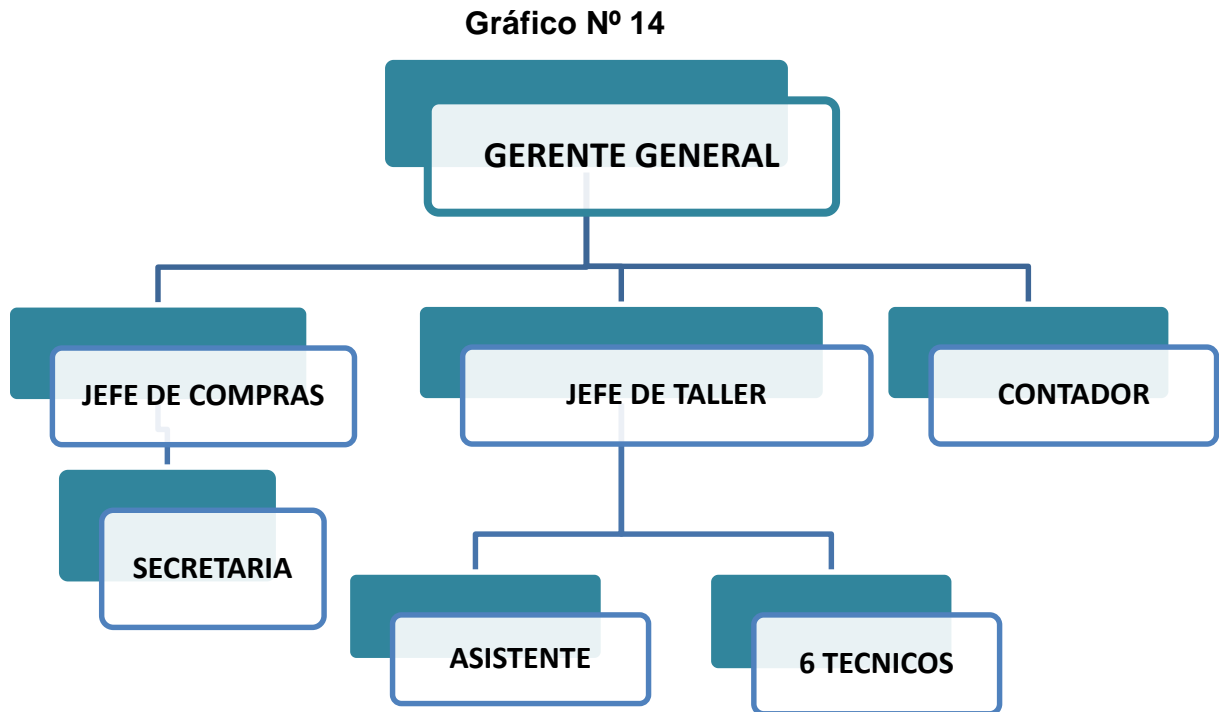 Gráfico Nº 14
GERENTE GENERAL
JEFE DE COMPRAS
JEFE DE TALLER
CONTADOR
SECRETARIA
ASISTENTE
6 TECNICOS